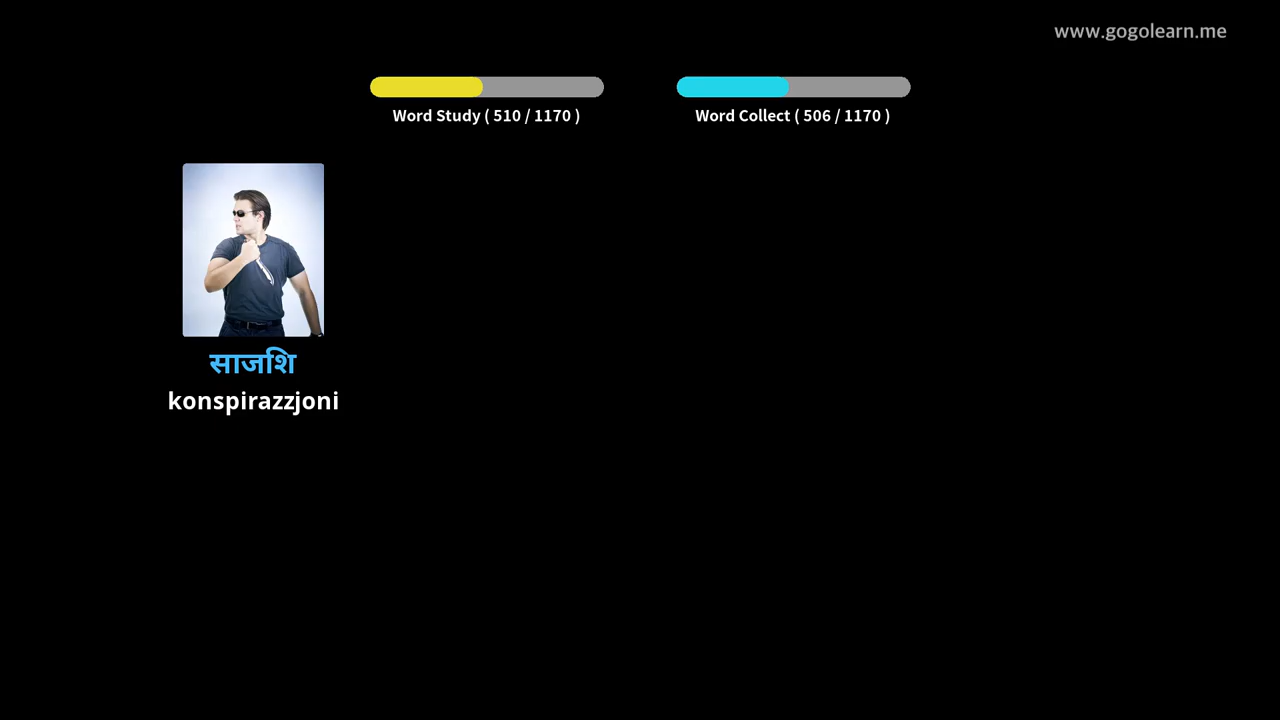 www.gogolearn.me
Word Study ( 510 / 1170 )
Word Collect ( 506 / 1170 )
साजशि
konspirazzjoni